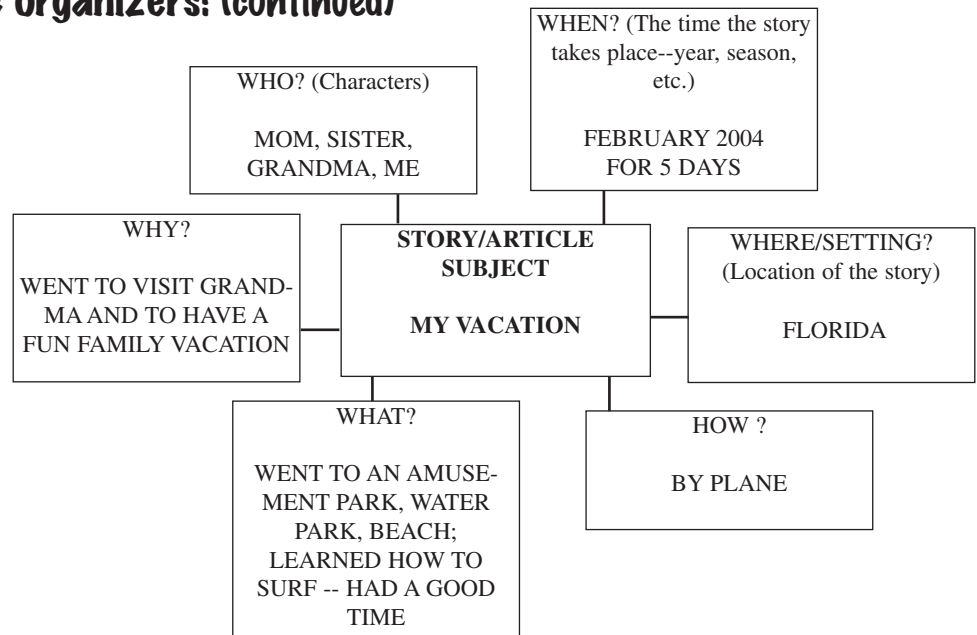 Organizers: (continued)
WHEN? (The time the story
takes place--year, season,
etc.)
FEBRUARY 2004
FOR 5 DAYS
WHO? (Characters)
MOM, SISTER,
GRANDMA, ME
WHY?
WENT TO VISIT GRAND-
MA AND TO HAVE A
FUN FAMILY VACATION
STORY/ARTICLE
SUBJECT
MY VACATION
WHERE/SETTING?
(Location of the story)
FLORIDA
WHAT?
WENT TO AN AMUSE-
MENT PARK, WATER
PARK, BEACH;
LEARNED HOW TO
SURF -- HAD A GOOD
TIME
HOW ?
BY PLANE